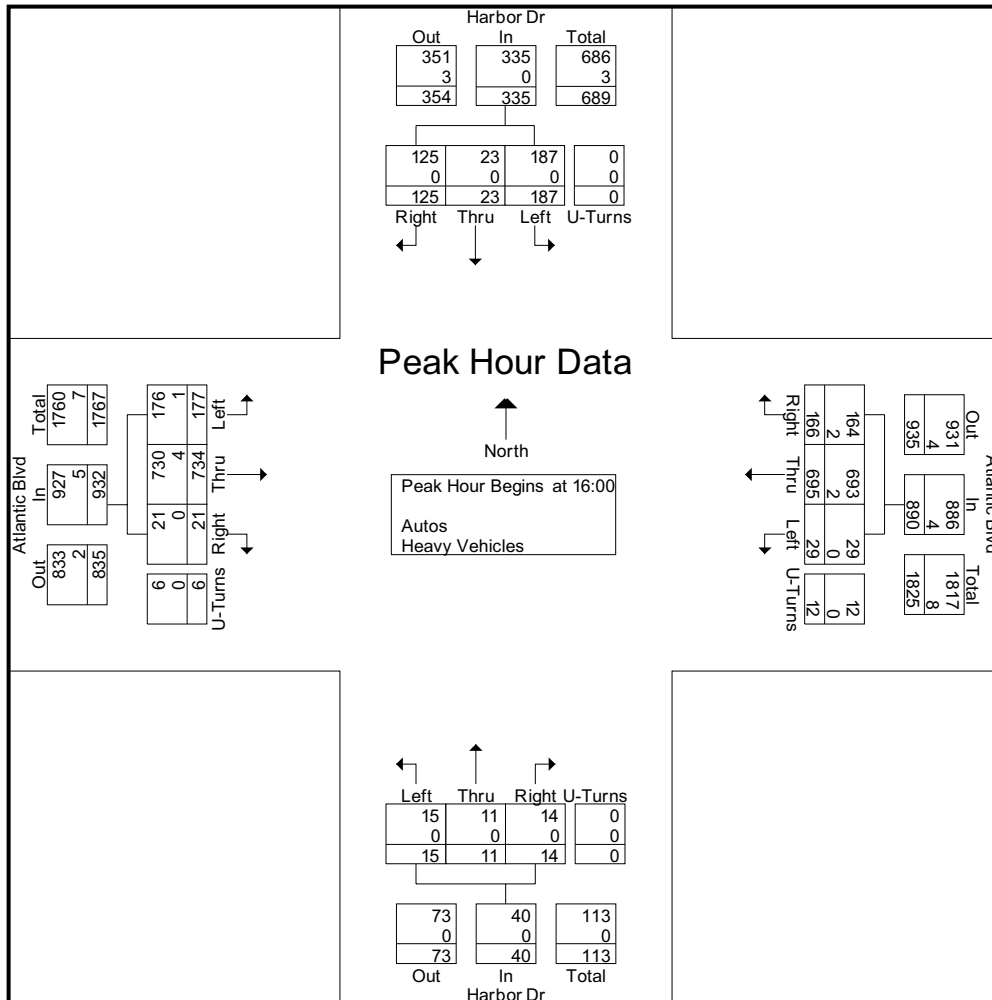 Harbor Dr
Out In Total
351 335 686
3 0 3
354 335 689
125 23 187 0
0 0 0 0
125 23 187 0
Right Thru Left U-Turns
Peak Hour Data
North
Peak Hour Begins at 16:00
Autos
Heavy Vehicles
Atlantic Blvd
Out In Total
833 927 1760
2 5 7
835 932 1767
U-Turns Right Thru Left
6 21 730 176
0 0 4 1
6 21 734 177
Atlantic Blvd
Out In Total
931 886 1817
4 4 8
935 890 1825
164 693 29 12
2 2 0 0
166 695 29 12
Right Thru Left U-Turns
Left Thru Right U-Turns
15 11 14 0
0 0 0 0
15 11 14 0
73 40 113
0 0 0
73 40 113
Out In Total
Harbor Dr